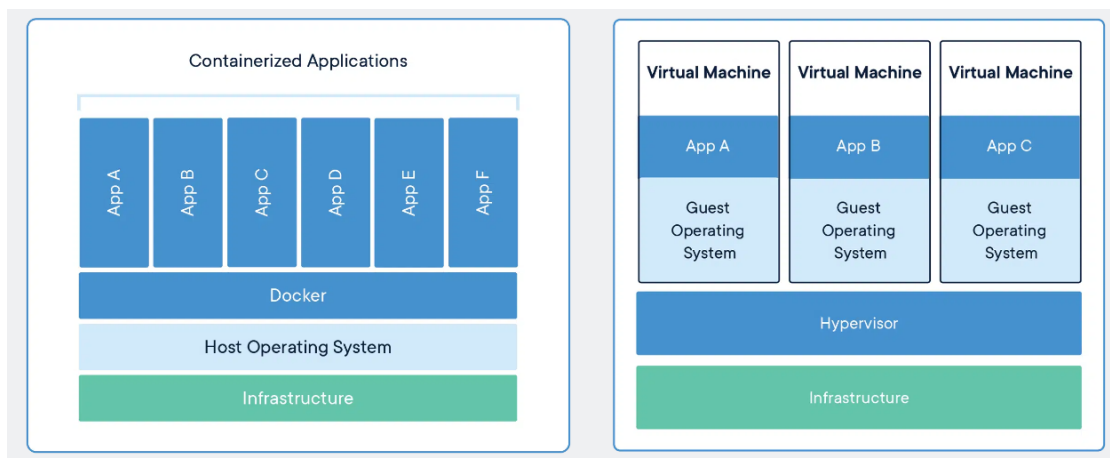 Containerized Applications
App A
App B
App C
App D
App E
App F
Docker
Host Operating System
Infrastructure
Virtual Machine
Virtual Machine
Virtual Machine
App A
App B
App C
Guest
Operating
System
Guest
Operating
System
Guest
Operating
System
Hypervisor
Infrastructure